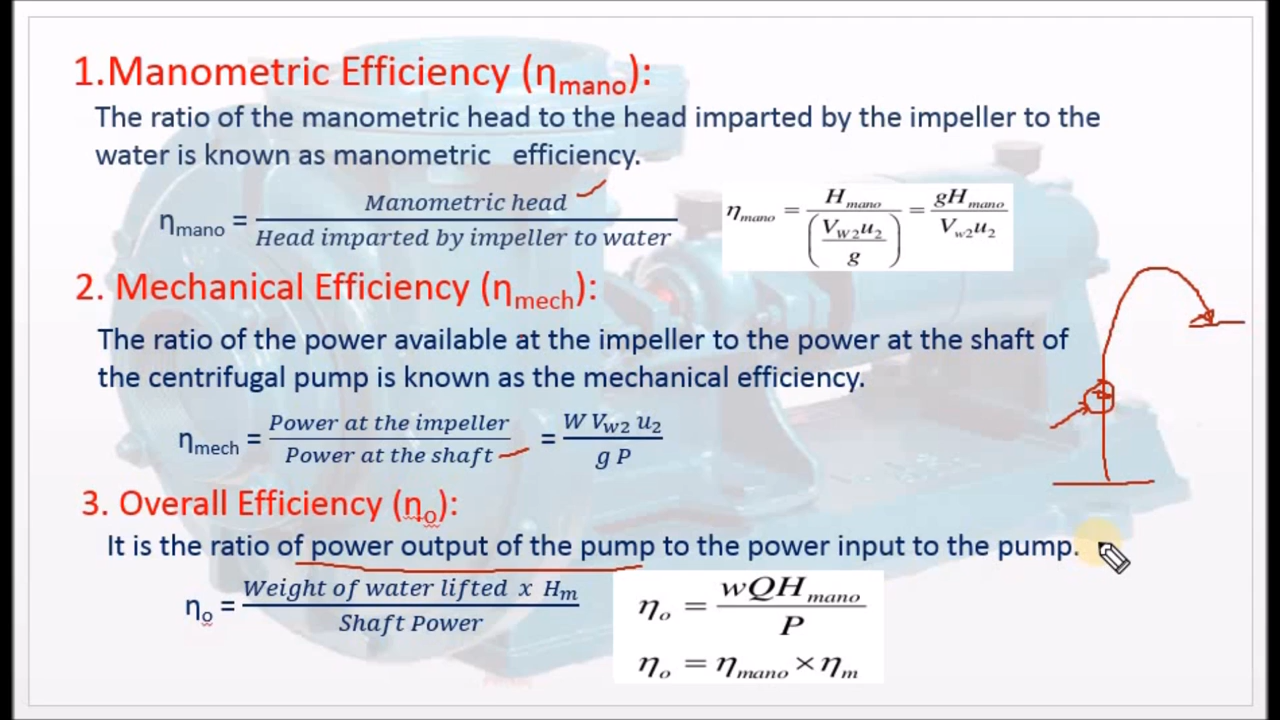 1.Manometric Efficiency (ηmano):
The ratio of the manometric head to the head imparted by the impeller to the
water is known as manometric efficiency.
ηmano = Manometric head / Head imparted by impeller to water
ηmano = Hmano / (Vw2u2 / g) = gHmano / Vw2u2
2. Mechanical Efficiency (ηmech):
The ratio of the power available at the impeller to the power at the shaft of
the centrifugal pump is known as the mechanical efficiency.
ηmech = Power at the impeller / Power at the shaft = W Vw2 u2 / g P
3. Overall Efficiency (ηo):
It is the ratio of power output of the pump to the power input to the pump.
ηo = Weight of water lifted x Hm / Shaft Power
ηo = wQHmano / P
ηo = ηmano × ηm